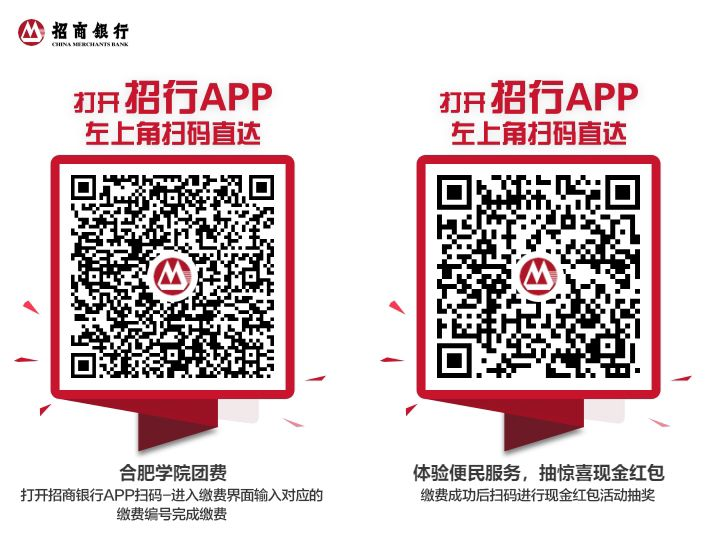 招商银行
CHINA MERCHANTS BANK
打开 招行APP
左上角扫码直达
合肥学院团费
打开招商银行APP扫码-进入缴费界面输入对应的
缴费编号完成缴费
打开 招行APP
左上角扫码直达
体验便民服务，抽惊喜现金红包
缴费成功后扫码进行现金红包活动抽奖